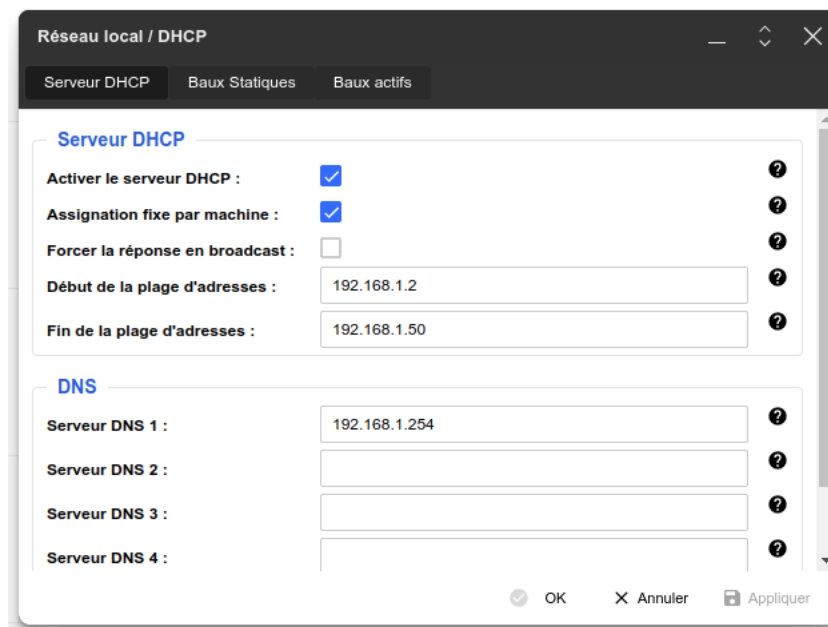 Réseau local / DHCP
Serveur DHCP Baux Statiques Baux actifs
Serveur DHCP
Activer le serveur DHCP :
Assignation fixe par machine :
Forcer la réponse en broadcast :
Début de la plage d'adresses : 192.168.1.2
Fin de la plage d'adresses : 192.168.1.50
DNS
Serveur DNS 1 : 192.168.1.254
Serveur DNS 2 :
Serveur DNS 3 :
Serveur DNS 4 :
OK Annuler Appliquer